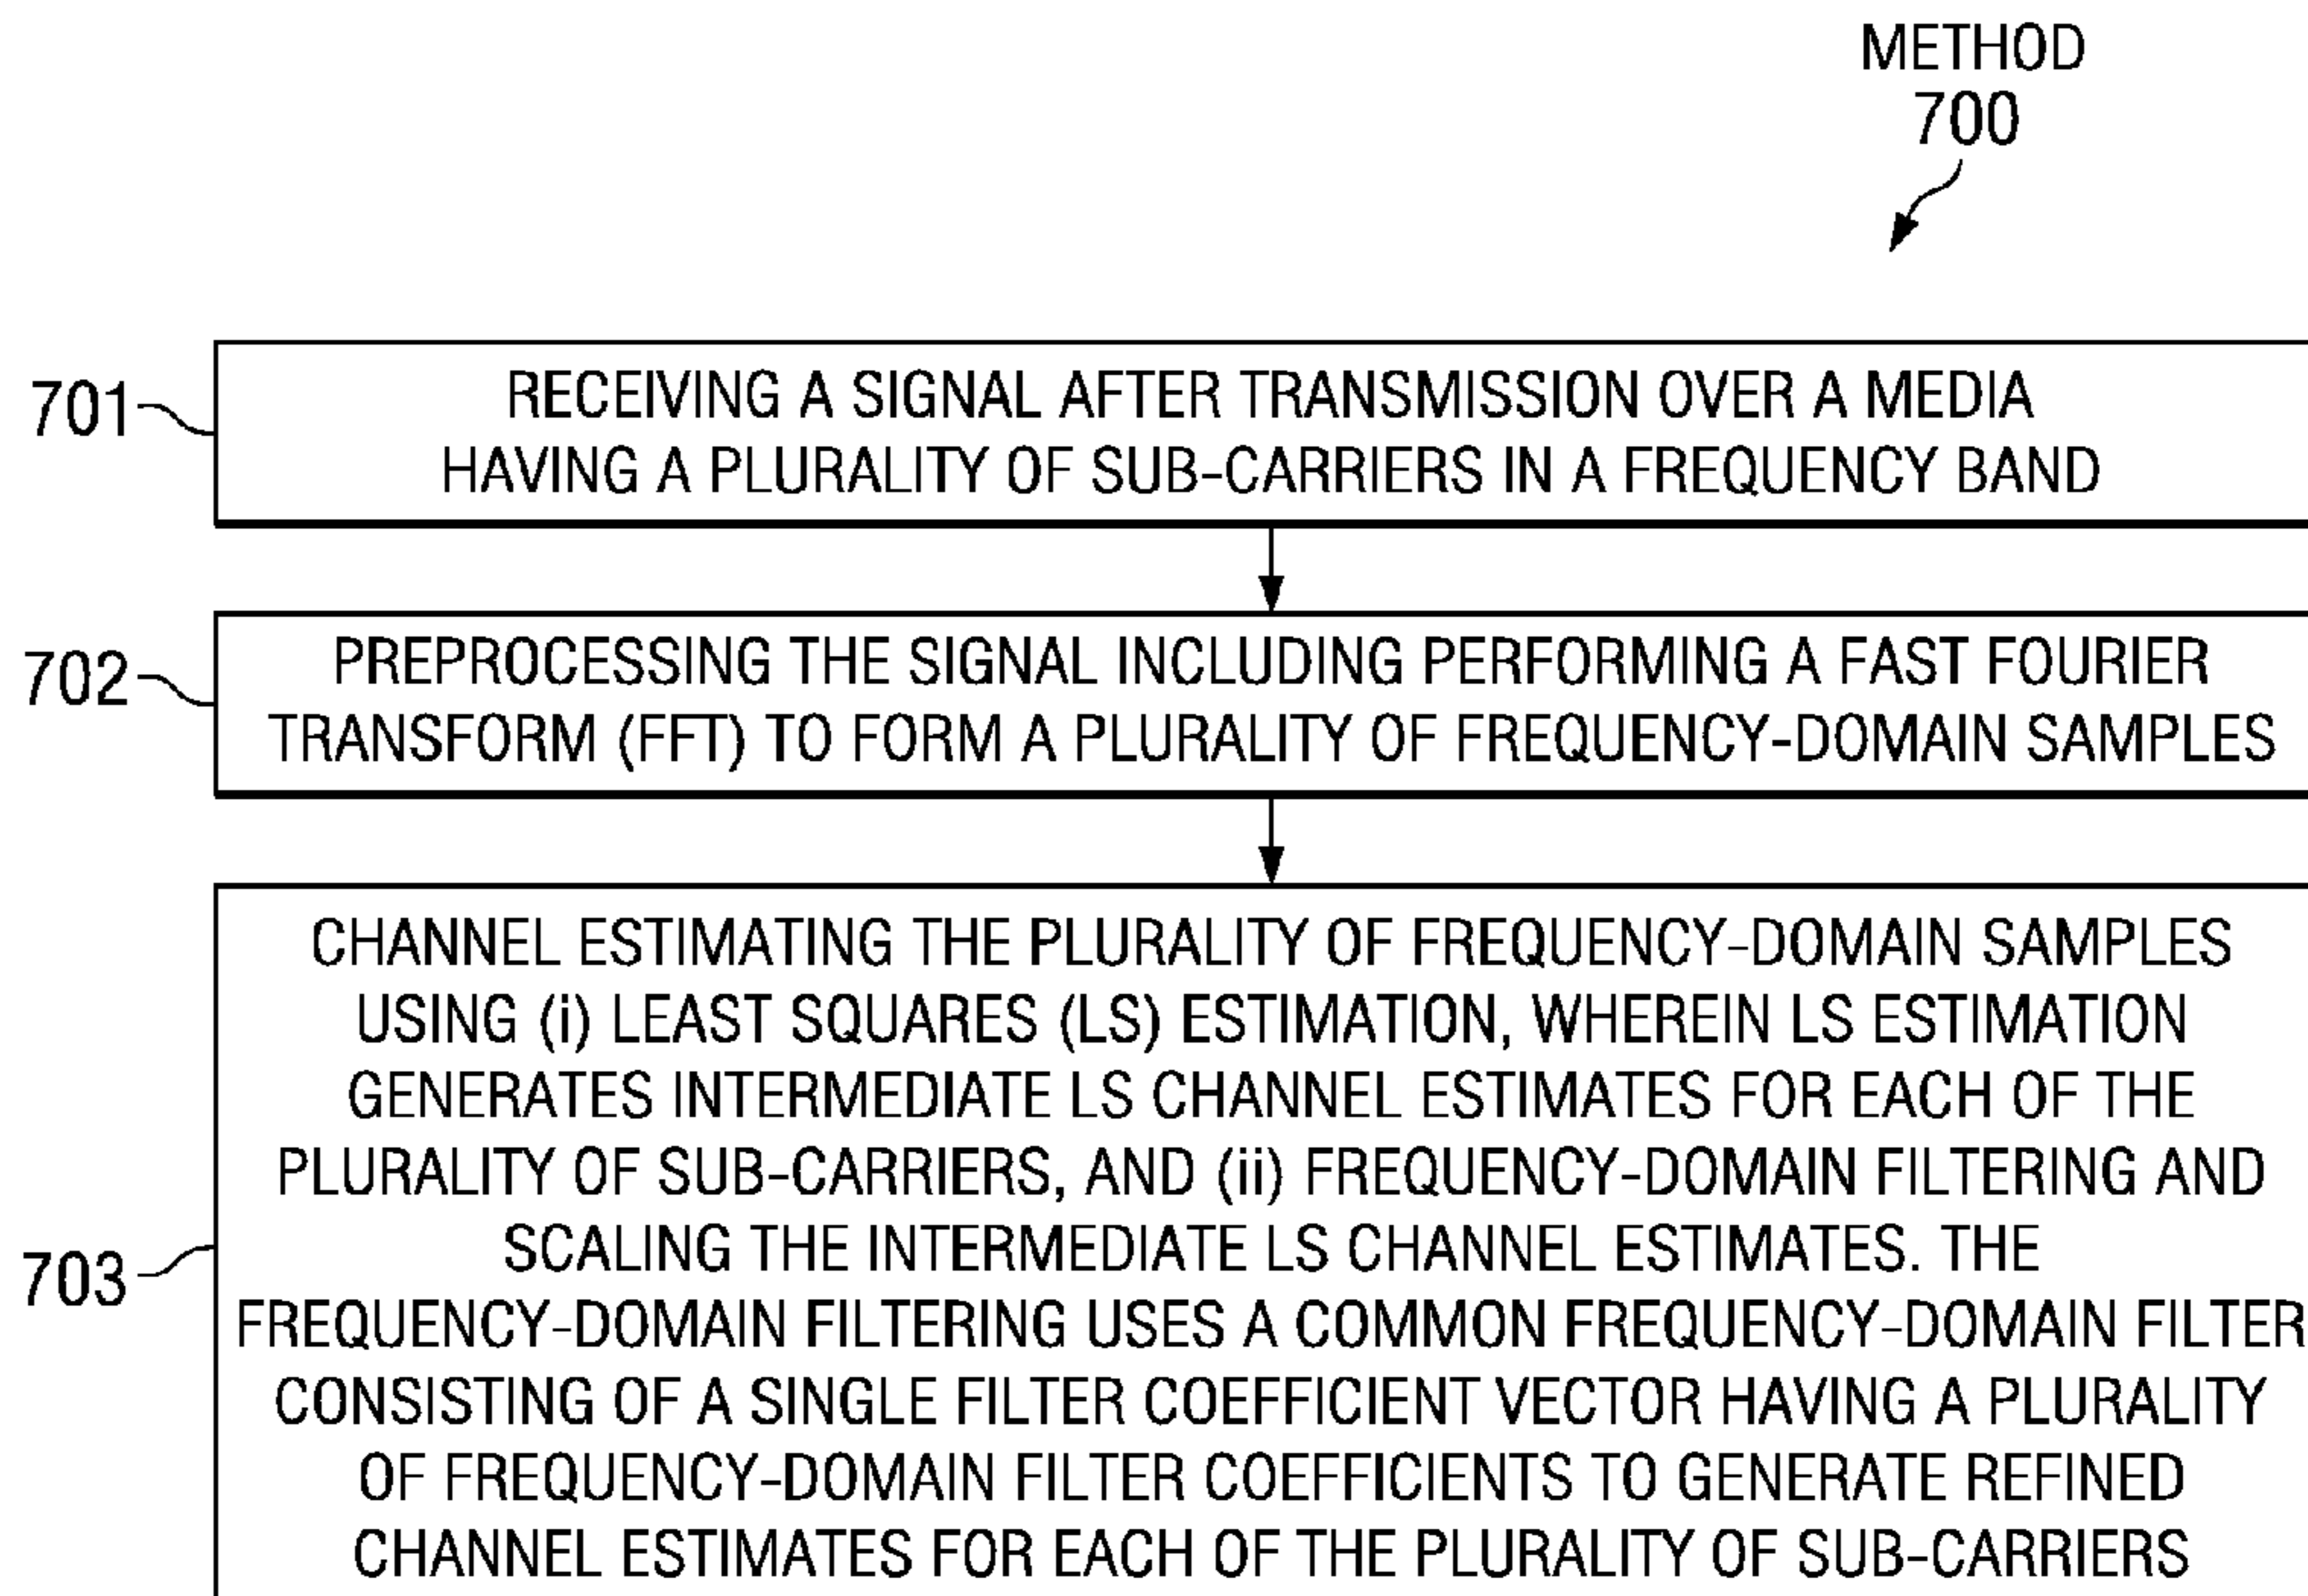 METHOD
700
701
RECEIVING A SIGNAL AFTER TRANSMISSION OVER A MEDIA
HAVING A PLURALITY OF SUB-CARRIERS IN A FREQUENCY BAND
702
PREPROCESSING THE SIGNAL INCLUDING PERFORMING A FAST FOURIER
TRANSFORM (FFT) TO FORM A PLURALITY OF FREQUENCY-DOMAIN SAMPLES
703
CHANNEL ESTIMATING THE PLURALITY OF FREQUENCY-DOMAIN SAMPLES
USING (i) LEAST SQUARES (LS) ESTIMATION, WHEREIN LS ESTIMATION
GENERATES INTERMEDIATE LS CHANNEL ESTIMATES FOR EACH OF THE
PLURALITY OF SUB-CARRIERS, AND (ii) FREQUENCY-DOMAIN FILTERING AND
SCALING THE INTERMEDIATE LS CHANNEL ESTIMATES. THE
FREQUENCY-DOMAIN FILTERING USES A COMMON FREQUENCY-DOMAIN FILTER
CONSISTING OF A SINGLE FILTER COEFFICIENT VECTOR HAVING A PLURALITY
OF FREQUENCY-DOMAIN FILTER COEFFICIENTS TO GENERATE REFINED
CHANNEL ESTIMATES FOR EACH OF THE PLURALITY OF SUB-CARRIERS